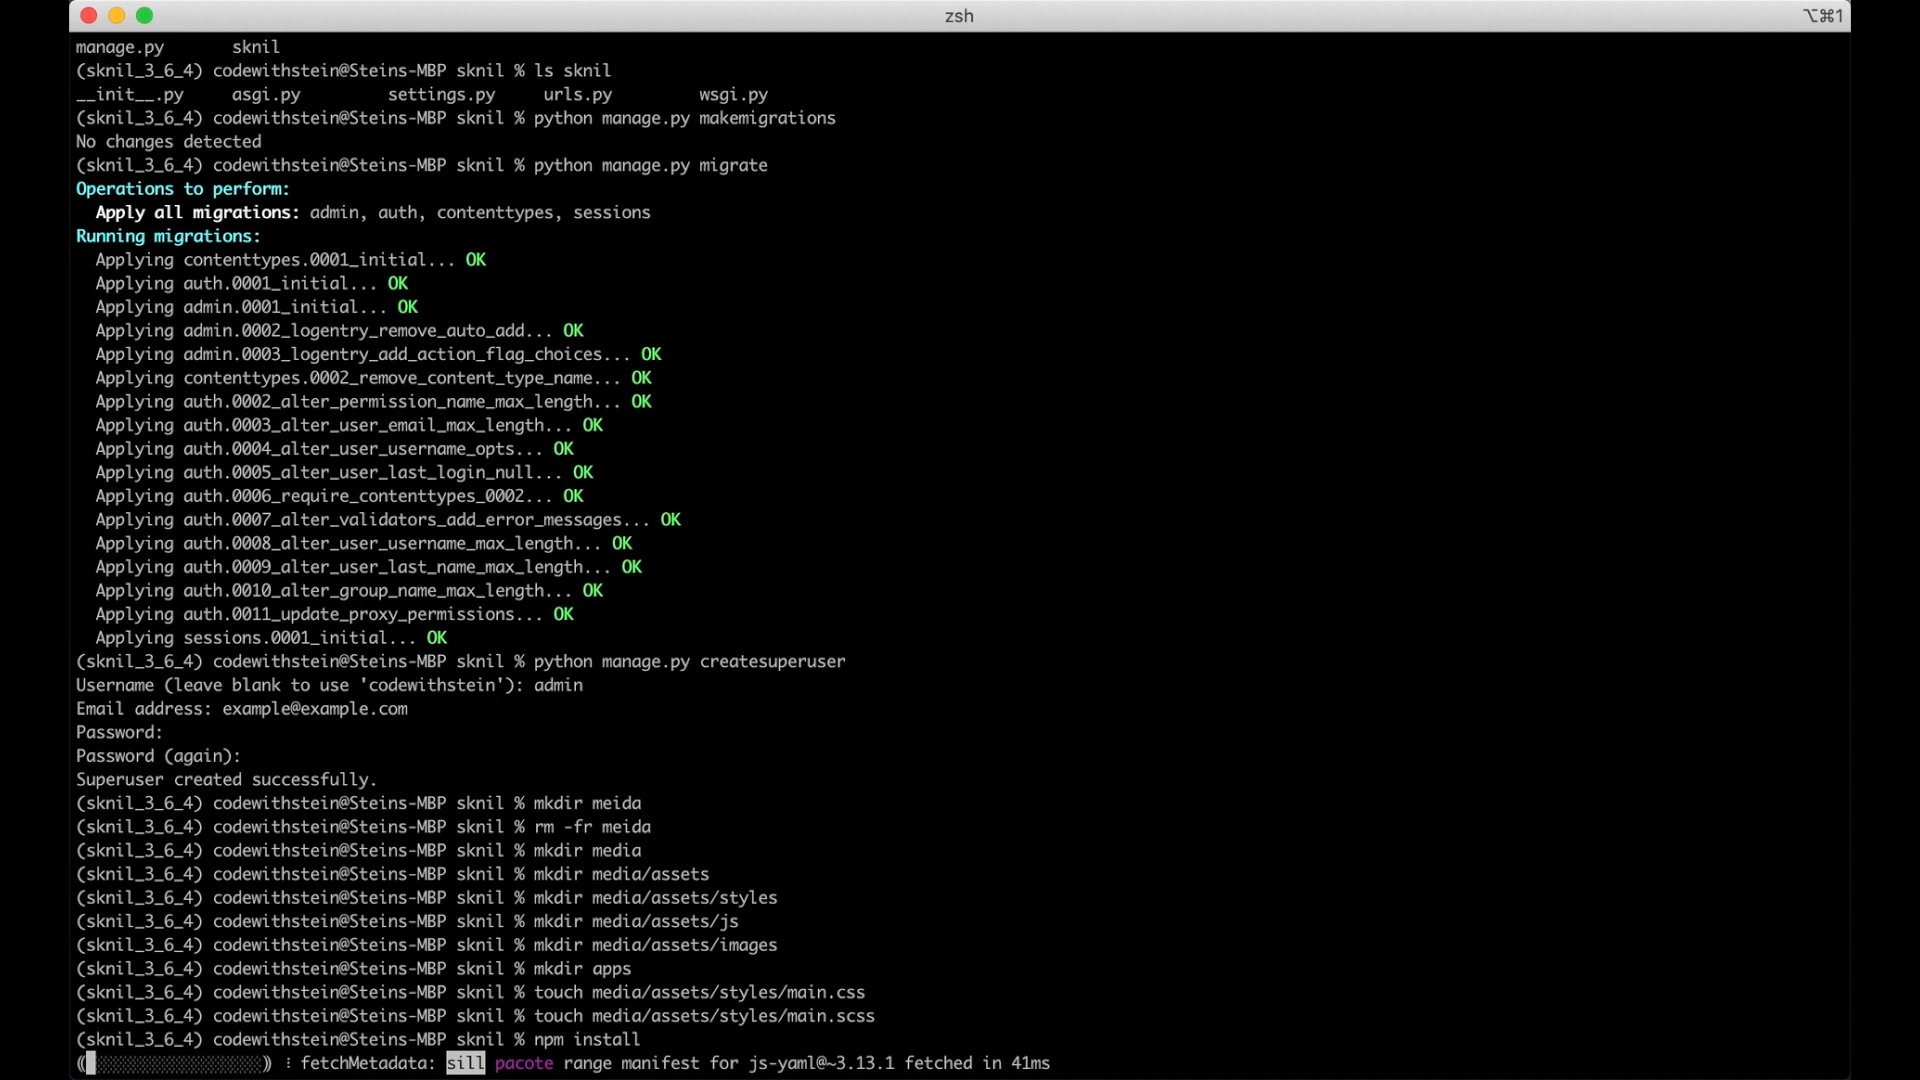 zsh
⌥⌘1
manage.py sknil
(sknil_3_6_4) codewithstein@Steins-MBP sknil % ls sknil
__init__.py asgi.py settings.py urls.py wsgi.py
(sknil_3_6_4) codewithstein@Steins-MBP sknil % python manage.py makemigrations
No changes detected
(sknil_3_6_4) codewithstein@Steins-MBP sknil % python manage.py migrate
Operations to perform:
  Apply all migrations: admin, auth, contenttypes, sessions
Running migrations:
  Applying contenttypes.0001_initial... OK
  Applying auth.0001_initial... OK
  Applying admin.0001_initial... OK
  Applying admin.0002_logentry_remove_auto_add... OK
  Applying admin.0003_logentry_add_action_flag_choices... OK
  Applying contenttypes.0002_remove_content_type_name... OK
  Applying auth.0002_alter_permission_name_max_length... OK
  Applying auth.0003_alter_user_email_max_length... OK
  Applying auth.0004_alter_user_username_opts... OK
  Applying auth.0005_alter_user_last_login_null... OK
  Applying auth.0006_require_contenttypes_0002... OK
  Applying auth.0007_alter_validators_add_error_messages... OK
  Applying auth.0008_alter_user_username_max_length... OK
  Applying auth.0009_alter_user_last_name_max_length... OK
  Applying auth.0010_alter_group_name_max_length... OK
  Applying auth.0011_update_proxy_permissions... OK
  Applying sessions.0001_initial... OK
(sknil_3_6_4) codewithstein@Steins-MBP sknil % python manage.py createsuperuser
Username (leave blank to use 'codewithstein'): admin
Email address: example@example.com
Password:
Password (again):
Superuser created successfully.
(sknil_3_6_4) codewithstein@Steins-MBP sknil % mkdir meida
(sknil_3_6_4) codewithstein@Steins-MBP sknil % rm -fr meida
(sknil_3_6_4) codewithstein@Steins-MBP sknil % mkdir media
(sknil_3_6_4) codewithstein@Steins-MBP sknil % mkdir media/assets
(sknil_3_6_4) codewithstein@Steins-MBP sknil % mkdir media/assets/styles
(sknil_3_6_4) codewithstein@Steins-MBP sknil % mkdir media/assets/js
(sknil_3_6_4) codewithstein@Steins-MBP sknil % mkdir media/assets/images
(sknil_3_6_4) codewithstein@Steins-MBP sknil % mkdir apps
(sknil_3_6_4) codewithstein@Steins-MBP sknil % touch media/assets/styles/main.css
(sknil_3_6_4) codewithstein@Steins-MBP sknil % touch media/assets/styles/main.scss
(sknil_3_6_4) codewithstein@Steins-MBP sknil % npm install
⸨█░░░░░░░░░░░░░░░░░⸩ ⠸ fetchMetadata: sill pacote range manifest for js-yaml@~3.13.1 fetched in 41ms